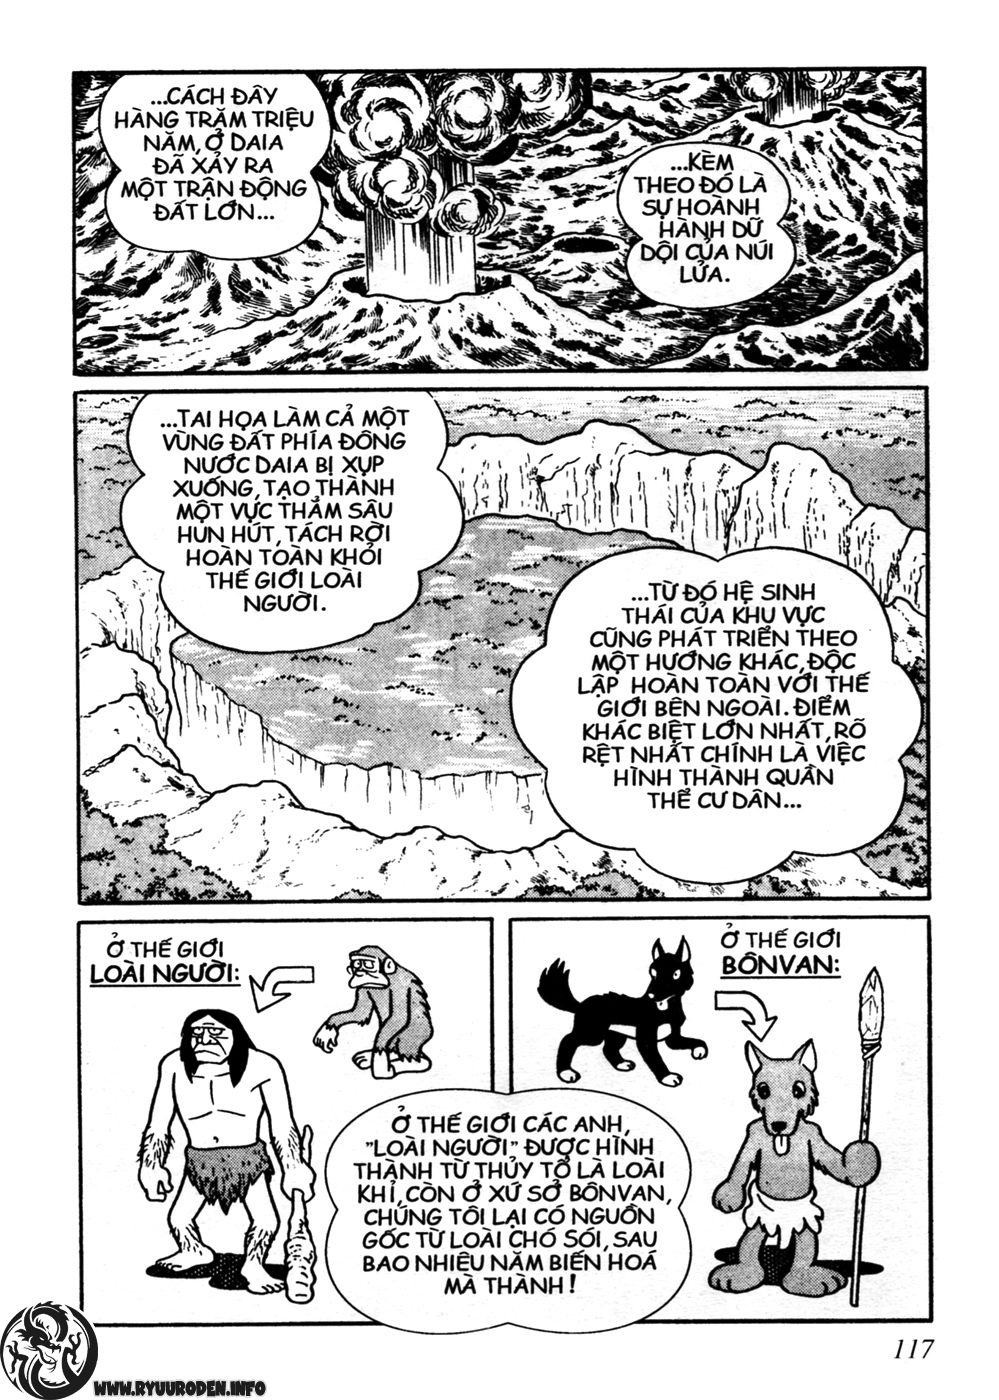 ...CÁCH ĐÂY
HÀNG TRĂM TRIỆU
NĂM, Ở DAIA
ĐÃ XẢY RA
MỘT TRẬN ĐỘNG
ĐẤT LỚN...
...KÈM
THEO ĐÓ LÀ
SỰ HOÀNH
HÀNH DỮ
DỘI CỦA NÚI
LỬA.
...TAI HỌA LÀM CẢ MỘT
VÙNG ĐẤT PHÍA ĐÔNG
NƯỚC DAIA BỊ XỤP
XUỐNG, TẠO THÀNH
MỘT VỰC THẲM SÂU
HUN HÚT, TÁCH RỜI
HOÀN TOÀN KHỎI
THẾ GIỚI LOÀI
NGƯỜI.
...TỪ ĐÓ HỆ SINH
THÁI CỦA KHU VỰC
CŨNG PHÁT TRIỂN THEO
MỘT HƯỚNG KHÁC, ĐỘC
LẬP HOÀN TOÀN VỚI THẾ
GIỚI BÊN NGOÀI. ĐIỂM
KHÁC BIỆT LỚN NHẤT, RÕ
RỆT NHẤT CHÍNH LÀ VIỆC
HÌNH THÀNH QUẦN
THỂ CƯ DÂN...
Ở THẾ GIỚI
LOÀI NGƯỜI:
Ở THẾ GIỚI
BÔNVAN:
Ở THẾ GIỚI CÁC ANH,
"LOÀI NGƯỜI" ĐƯỢC HÌNH
THÀNH TỪ THỦY TỔ LÀ LOÀI
KHỈ, CÒN Ở XỨ SỞ BÔNVAN,
CHÚNG TÔI LẠI CÓ NGUỒN
GỐC TỪ LOÀI CHÓ SÓI, SAU
BAO NHIÊU NĂM BIẾN HOÁ
MÀ THÀNH!
117
WWW.RYUURODEN.INFO